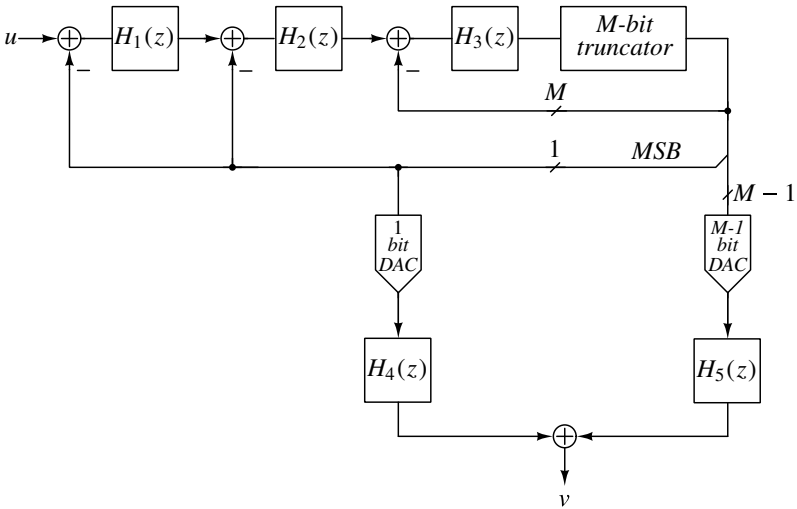 u
H₁(z)
H₂(z)
H₃(z)
M-bit
truncator
−
−
−
M
1
MSB
M − 1
1
bit
DAC
M-1
bit
DAC
H₄(z)
H₅(z)
v